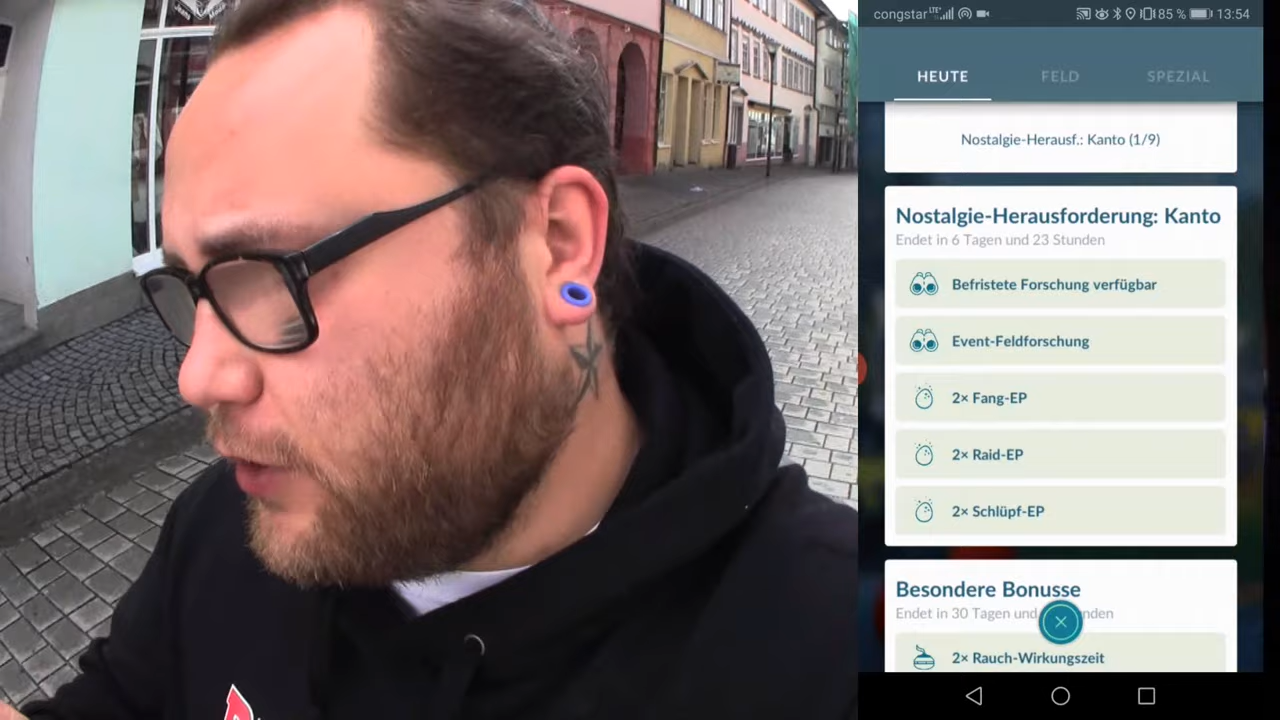 congstar LTE 85 % 13:54
HEUTE FELD SPEZIAL
Nostalgie-Herausf.: Kanto (1/9)
Nostalgie-Herausforderung: Kanto
Endet in 6 Tagen und 23 Stunden
Befristete Forschung verfügbar
Event-Feldforschung
2× Fang-EP
2× Raid-EP
2× Schlüpf-EP
Besondere Bonusse
Endet in 30 Tagen und
2× Rauch-Wirkungszeit